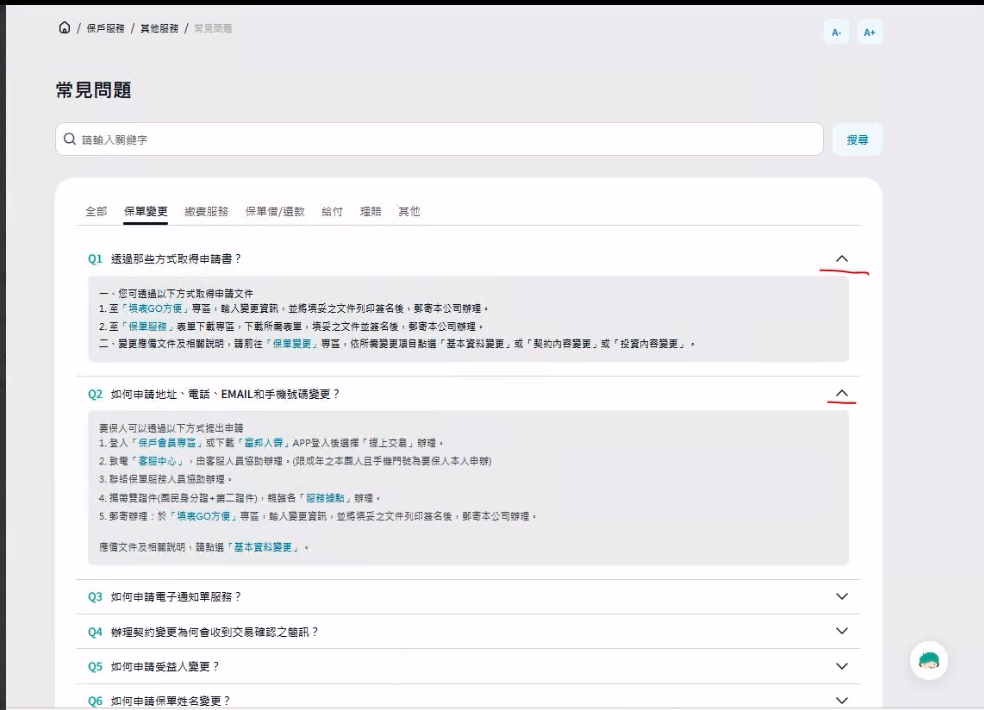 / 保戶服務 / 其他服務 / 常見問題
A- A+
常見問題
請輸入關鍵字
搜尋
全部 保單變更 繳費服務 保單借/還款 給付 理賠 其他
Q1 透過那些方式取得申請書？
一、您可透過以下方式取得申請文件
1. 至「填表GO方便」專區，輸入變更資訊，並將填妥之文件列印簽名後，郵寄本公司辦理。
2. 至「保單服務」表單下載專區，下載所需表單，填妥之文件並簽名後，郵寄本公司辦理。
二、變更應備文件及相關說明，請前往「保單變更」專區，依所需變更項目點選「基本資料變更」或「契約內容變更」或「投資內容變更」。
Q2 如何申請地址、電話、EMAIL和手機號碼變更？
要保人可以透過以下方式提出申請
1. 登入「保戶會員專區」或下載「富邦人壽」APP登入後選擇「線上交易」辦理。
2. 致電「客服中心」，由客服人員協助辦理。(限成年之本國人且手機門號為要保人本人申辦)
3. 聯絡保單服務人員協助辦理。
4. 攜帶雙證件(國民身分證+第二證件)，親臨各「服務據點」辦理。
5. 郵寄辦理：於「填表GO方便」專區，輸入變更資訊，並將填妥之文件列印簽名後，郵寄本公司辦理。
應備文件及相關說明，請點選「基本資料變更」。
Q3 如何申請電子通知單服務？
Q4 辦理契約變更為何會收到交易確認之簡訊？
Q5 如何申請受益人變更？
Q6 如何申請保單姓名變更？